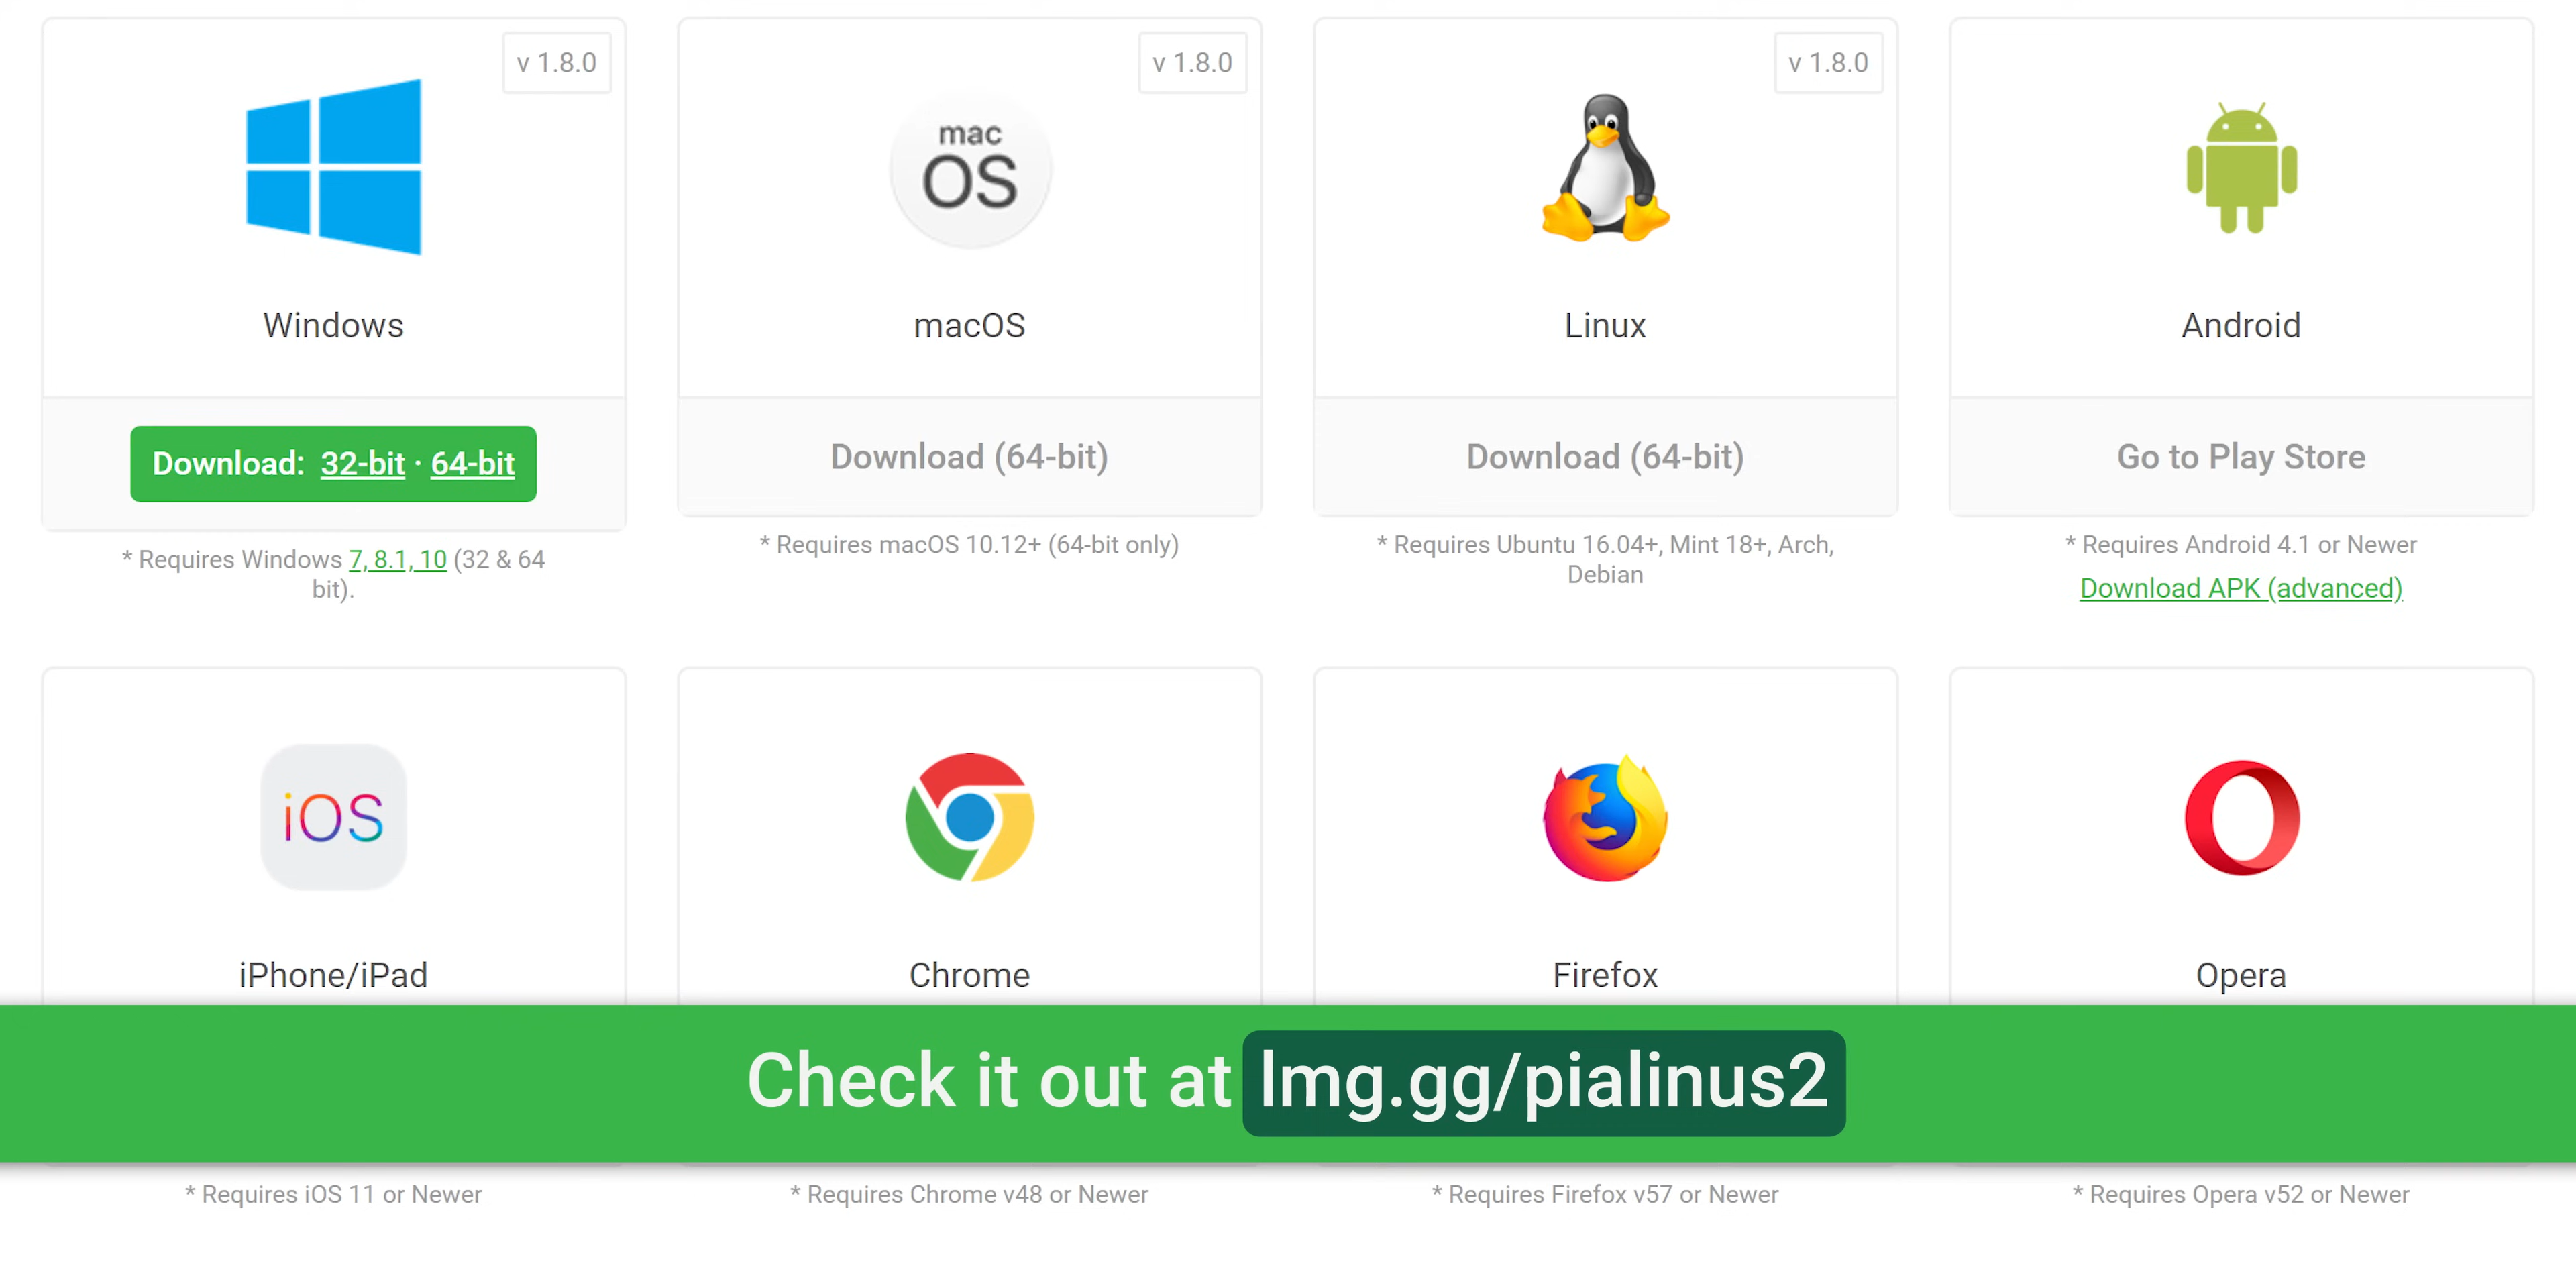 v 1.8.0
v 1.8.0
v 1.8.0
mac
OS
Windows
macOS
Linux
Android
Download: 32-bit · 64-bit
Download (64-bit)
Download (64-bit)
Go to Play Store
* Requires Windows 7, 8.1, 10 (32 & 64
bit).
* Requires macOS 10.12+ (64-bit only)
* Requires Ubuntu 16.04+, Mint 18+, Arch,
Debian
* Requires Android 4.1 or Newer
Download APK (advanced)
iOS
iPhone/iPad
Chrome
Firefox
Opera
Check it out at lmg.gg/pialinus2
* Requires iOS 11 or Newer
* Requires Chrome v48 or Newer
* Requires Firefox v57 or Newer
* Requires Opera v52 or Newer